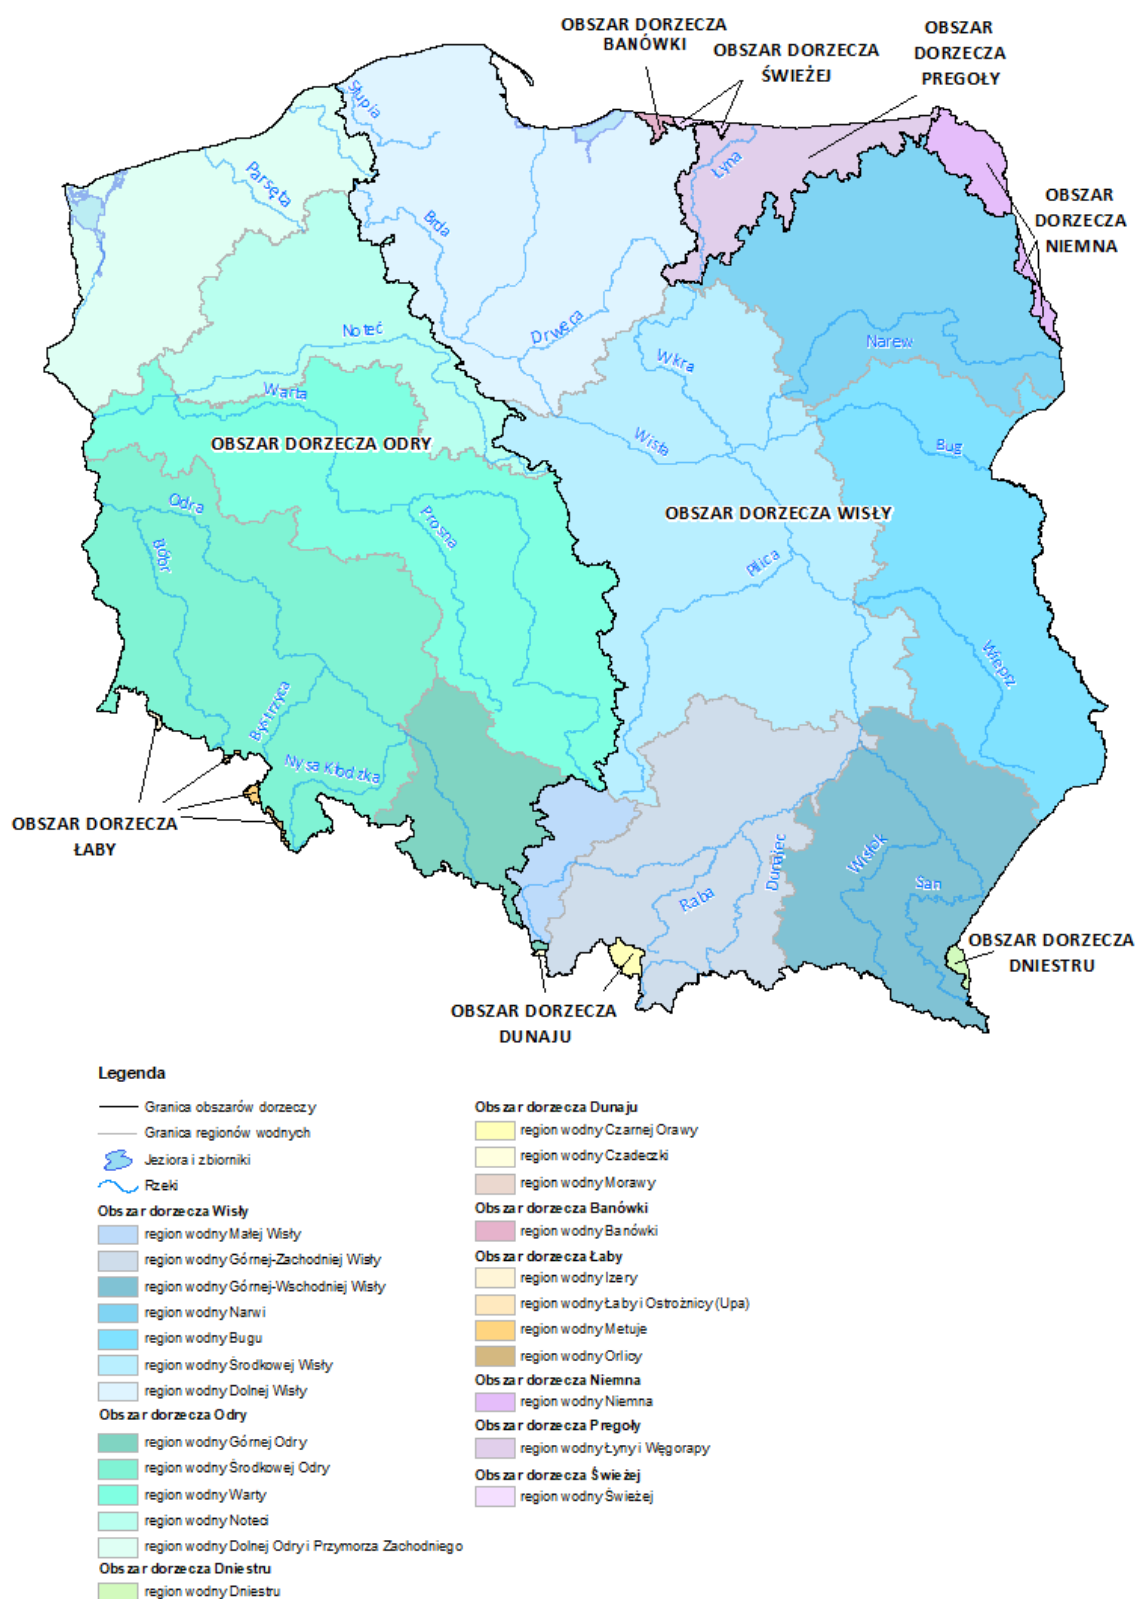 OBSZAR DORZECZA
BANÓWKI
OBSZAR DORZECZA
ŚWIEŻEJ
OBSZAR
DORZECZA
PREGOŁY
Słupia
Parsęta
Łyna
Brda
OBSZAR
DORZECZA
NIEMNA
Drwęca
Noteć
Wkra
Narew
Warta
OBSZAR DORZECZA ODRY
Wisła
Bug
Odra
Prosna
OBSZAR DORZECZA WISŁY
Bóbr
Pilica
Wieprz
Bystrzyca
Nysa Kłodzka
OBSZAR DORZECZA
ŁABY
Dunajec
Wisłok
Raba
San
OBSZAR DORZECZA
DNIESTRU
OBSZAR DORZECZA
DUNAJU
Legenda
Granica obszarów dorzeczy
Granica regionów wodnych
Jeziora i zbiorniki
Rzeki
Obszar dorzecza Wisły
region wodny Małej Wisły
region wodny Górnej-Zachodniej Wisły
region wodny Górnej-Wschodniej Wisły
region wodny Narwi
region wodny Bugu
region wodny Środkowej Wisły
region wodny Dolnej Wisły
Obszar dorzecza Odry
region wodny Górnej Odry
region wodny Środkowej Odry
region wodny Warty
region wodny Noteci
region wodny Dolnej Odry i Przymorza Zachodniego
Obszar dorzecza Dniestru
region wodny Dniestru
Obszar dorzecza Dunaju
region wodny Czarnej Orawy
region wodny Czadeczki
region wodny Morawy
Obszar dorzecza Banówki
region wodny Banówki
Obszar dorzecza Łaby
region wodny Izery
region wodny Łaby i Ostrożnicy (Upa)
region wodny Metuje
region wodny Orlicy
Obszar dorzecza Niemna
region wodny Niemna
Obszar dorzecza Pregoły
region wodny Łyny i Węgorapy
Obszar dorzecza Świeżej
region wodny Świeżej